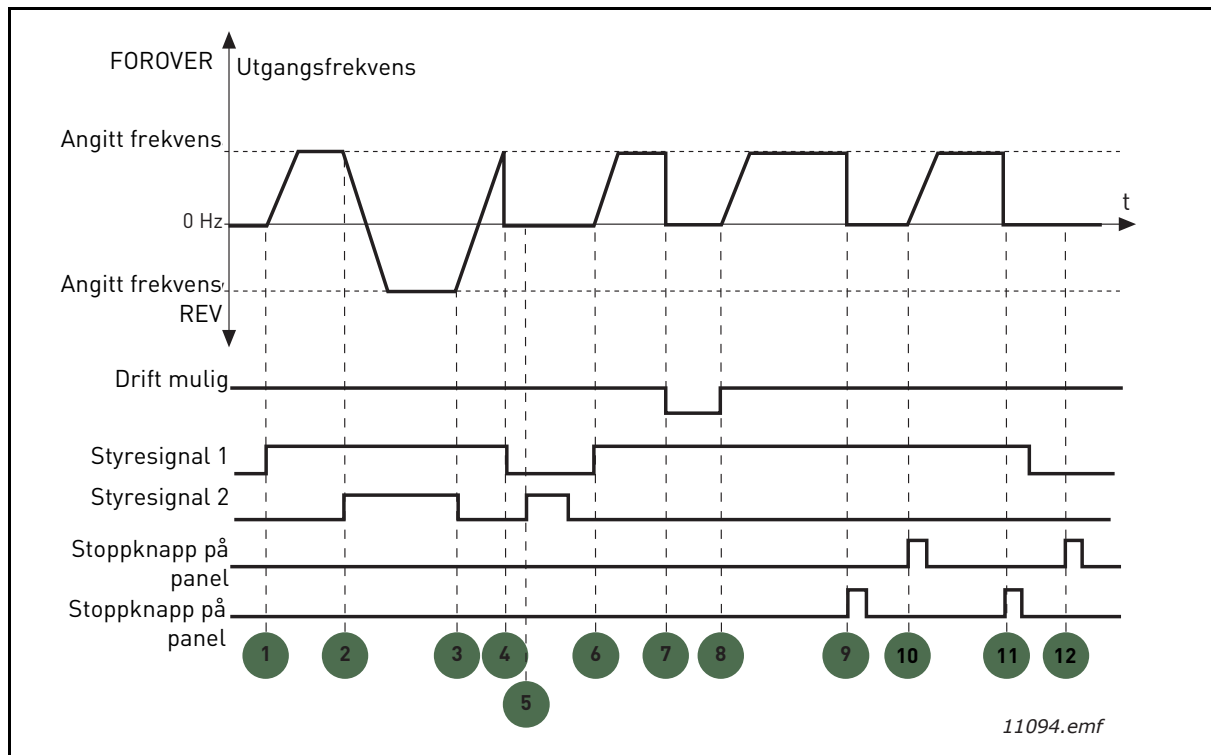 FOROVER
Utgangsfrekvens
Angitt frekvens
0 Hz
t
Angitt frekvens
REV
Drift mulig
Styresignal 1
Styresignal 2
Stoppknapp på
panel
Stoppknapp på
panel
1 2 3 4 6 7 8 9 10 11 12
5
11094.emf